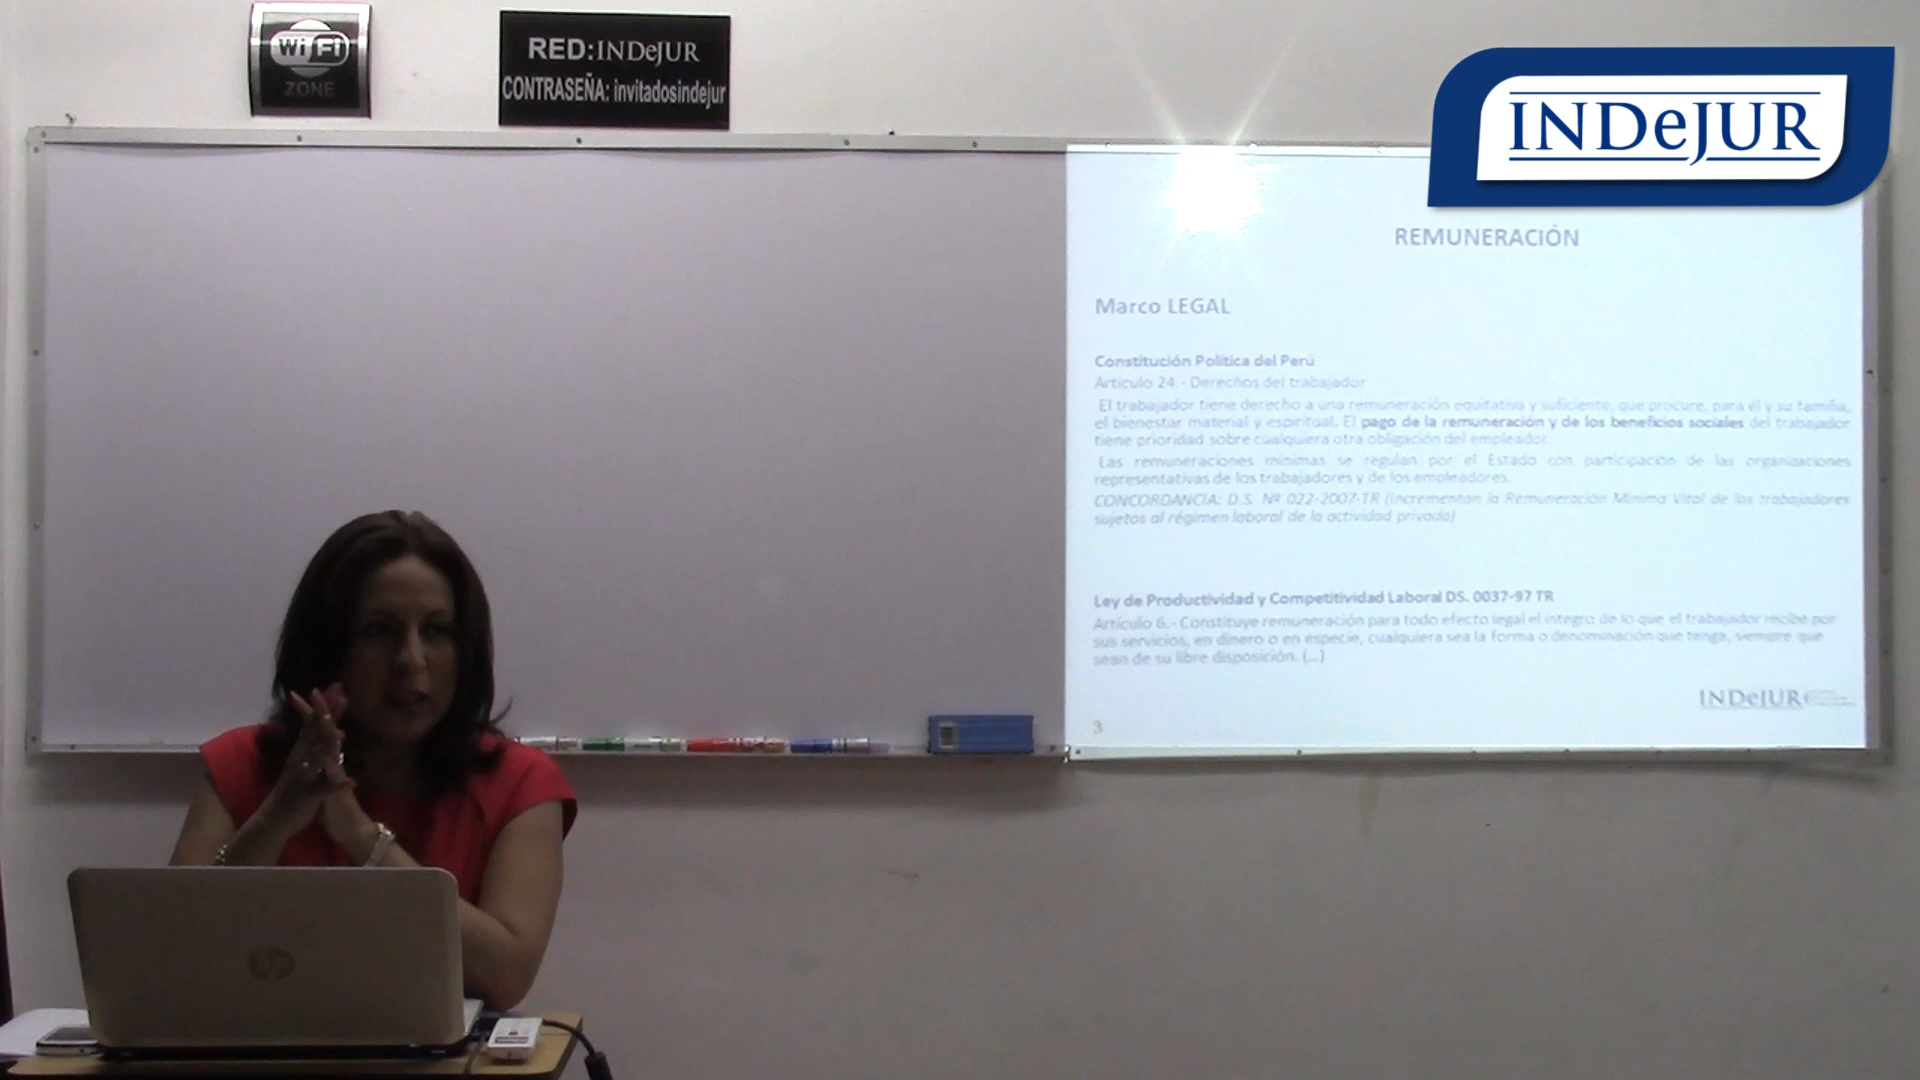 Wi Fi
ZONE
RED:INDeJUR
CONTRASEÑA: invitadosindejur
INDeJUR
REMUNERACIÓN
Marco LEGAL
Constitución Política del Perú
Artículo 24.- Derechos del trabajador
El trabajador tiene derecho a una remuneración equitativa y suficiente, que procure, para él y su familia,
el bienestar material y espiritual. El pago de la remuneración y de los beneficios sociales del trabajador
tiene prioridad sobre cualquiera otra obligación del empleador.
Las remuneraciones mínimas se regulan por el Estado con participación de las organizaciones
representativas de los trabajadores y de los empleadores.
CONCORDANCIA: D.S. Nº 022-2007-TR (Incrementan la Remuneración Mínima Vital de los trabajadores
sujetos al régimen laboral de la actividad privada)
Ley de Productividad y Competitividad Laboral DS. 0037-97 TR
Artículo 6.- Constituye remuneración para todo efecto legal el íntegro de lo que el trabajador recibe por
sus servicios, en dinero o en especie, cualquiera sea la forma o denominación que tenga, siempre que
sean de su libre disposición. (...)
INDeJUR
3
hp